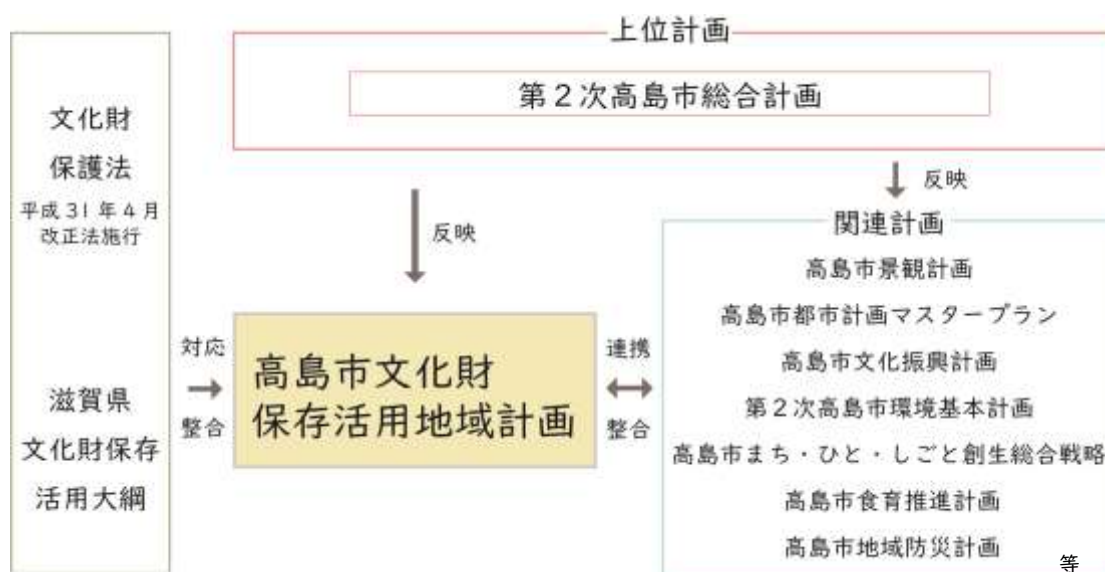 上位計画
第２次高島市総合計画
文化財
保護法
平成３１年４月
改正法施行
滋賀県
文化財保存
活用大綱
反映
反映
対応
整合
高島市文化財
保存活用地域計画
連携
整合
関連計画
高島市景観計画
高島市都市計画マスタープラン
高島市文化振興計画
第２次高島市環境基本計画
高島市まち・ひと・しごと創生総合戦略
高島市食育推進計画
高島市地域防災計画
等